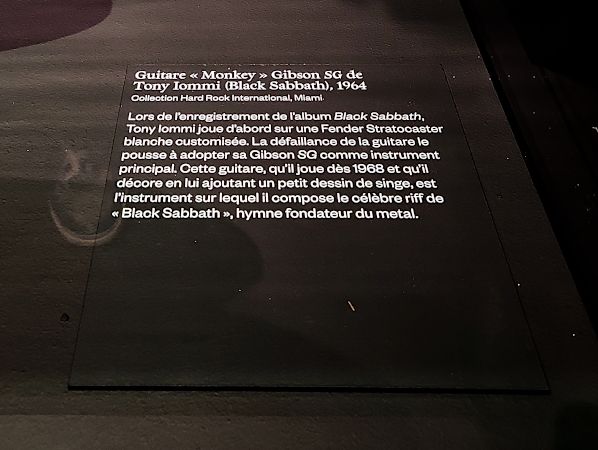 Guitare « Monkey » Gibson SG de
Tony Iommi (Black Sabbath), 1964
Collection Hard Rock International, Miami
Lors de l'enregistrement de l'album Black Sabbath,
Tony Iommi joue d'abord sur une Fender Stratocaster
blanche customisée. La défaillance de la guitare le
pousse à adopter sa Gibson SG comme instrument
principal. Cette guitare, qu'il joue dès 1968 et qu'il
décore en lui ajoutant un petit dessin de singe, est
l'instrument sur lequel il compose le célèbre riff de
« Black Sabbath », hymne fondateur du metal.